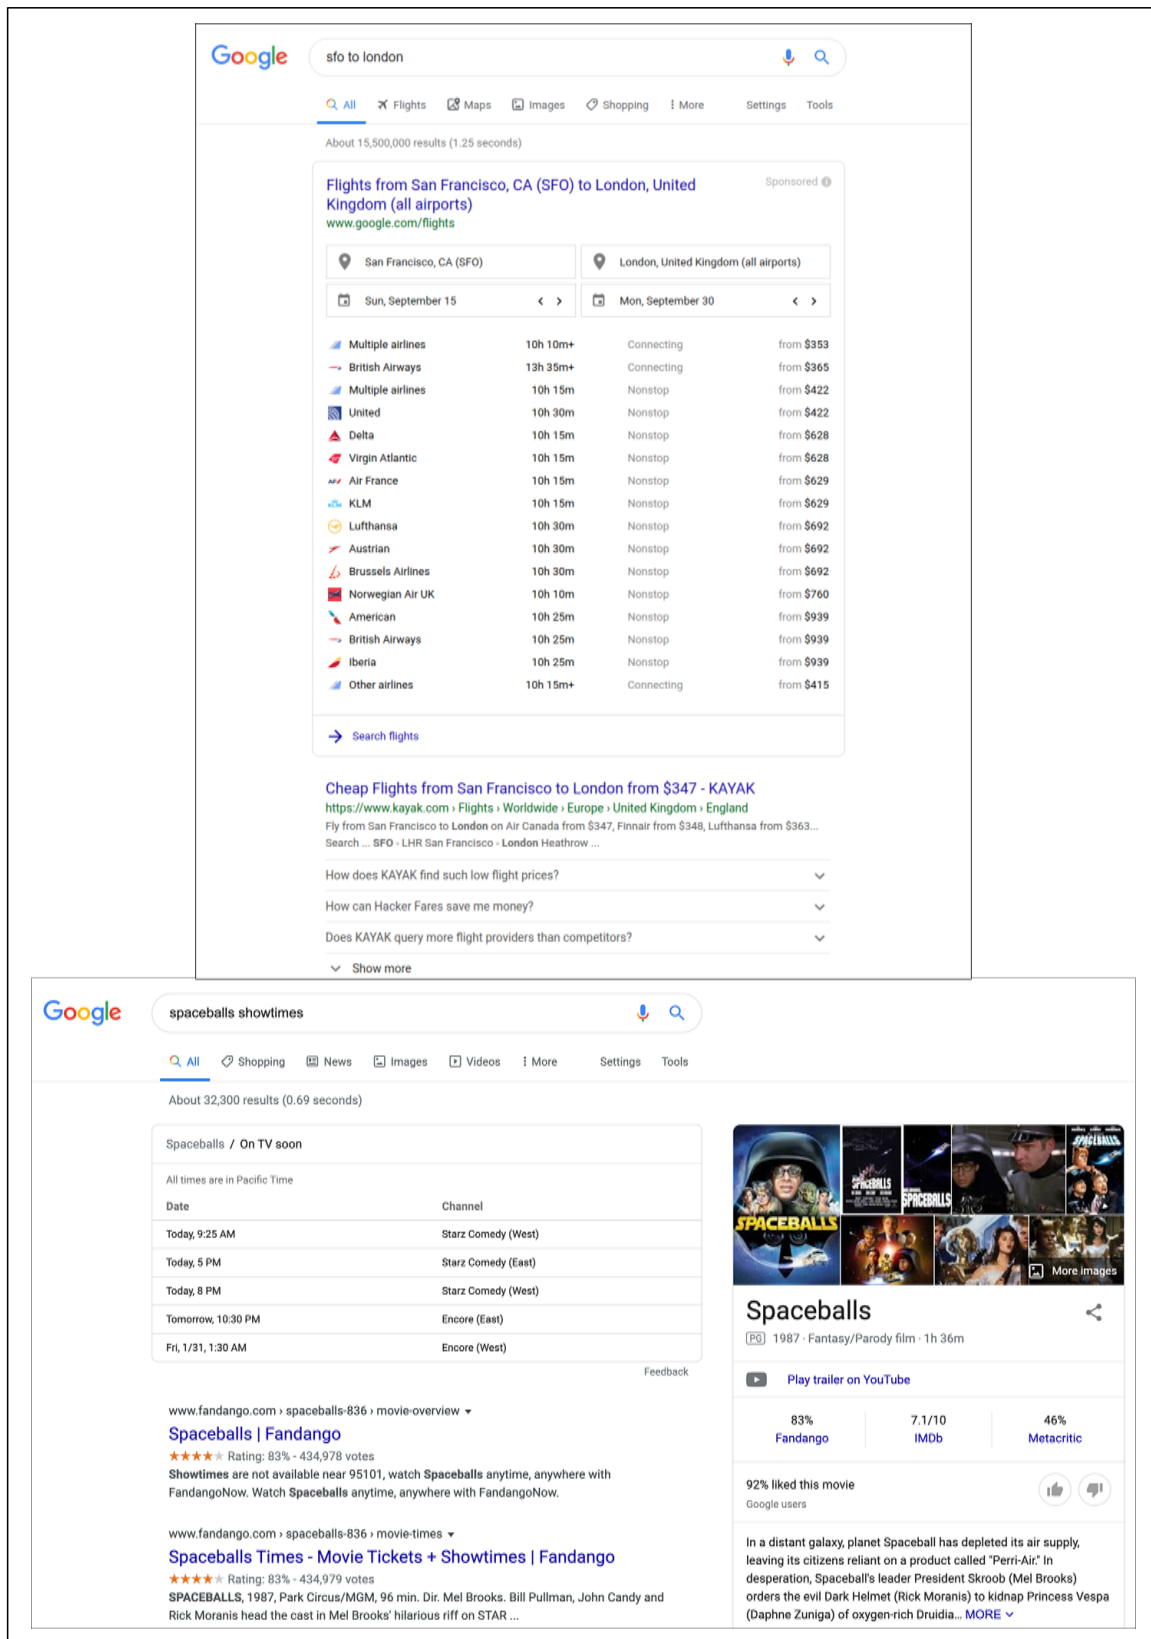 Google
sfo to london
All Flights Maps Images Shopping More Settings Tools
About 15,500,000 results (1.25 seconds)
Flights from San Francisco, CA (SFO) to London, United
Kingdom (all airports)
Sponsored
www.google.com/flights
San Francisco, CA (SFO) London, United Kingdom (all airports)
Sun, September 15 < > Mon, September 30 < >
Multiple airlines 10h 10m+ Connecting from $353
British Airways 13h 35m+ Connecting from $365
Multiple airlines 10h 15m Nonstop from $422
United 10h 30m Nonstop from $422
Delta 10h 15m Nonstop from $628
Virgin Atlantic 10h 15m Nonstop from $628
Air France 10h 15m Nonstop from $629
KLM 10h 15m Nonstop from $629
Lufthansa 10h 30m Nonstop from $692
Austrian 10h 30m Nonstop from $692
Brussels Airlines 10h 30m Nonstop from $692
Norwegian Air UK 10h 10m Nonstop from $760
American 10h 25m Nonstop from $939
British Airways 10h 25m Nonstop from $939
Iberia 10h 25m Nonstop from $939
Other airlines 10h 15m+ Connecting from $415
Search flights
Cheap Flights from San Francisco to London from $347 - KAYAK
https://www.kayak.com › Flights › Worldwide › Europe › United Kingdom › England
Fly from San Francisco to London on Air Canada from $347, Finnair from $348, Lufthansa from $363...
Search ... SFO - LHR San Francisco - London Heathrow ...
How does KAYAK find such low flight prices?
How can Hacker Fares save me money?
Does KAYAK query more flight providers than competitors?
Show more
Google
spaceballs showtimes
All Shopping News Images Videos More Settings Tools
About 32,300 results (0.69 seconds)
Spaceballs / On TV soon
All times are in Pacific Time
Date Channel
Today, 9:25 AM Starz Comedy (West)
Today, 5 PM Starz Comedy (East)
Today, 8 PM Starz Comedy (West)
Tomorrow, 10:30 PM Encore (East)
Fri, 1/31, 1:30 AM Encore (West)
Feedback
www.fandango.com › spaceballs-836 › movie-overview
Spaceballs | Fandango
Rating: 83% - 434,978 votes
Showtimes are not available near 95101, watch Spaceballs anytime, anywhere with
FandangoNow. Watch Spaceballs anytime, anywhere with FandangoNow.
www.fandango.com › spaceballs-836 › movie-times
Spaceballs Times - Movie Tickets + Showtimes | Fandango
Rating: 83% - 434,979 votes
SPACEBALLS, 1987, Park Circus/MGM, 96 min. Dir. Mel Brooks. Bill Pullman, John Candy and
Rick Moranis head the cast in Mel Brooks' hilarious riff on STAR ...
SPACEBALLS
SPACEBALLS
SPACEBALLS
SPACEBALLS
More images
Spaceballs
PG 1987 · Fantasy/Parody film · 1h 36m
Play trailer on YouTube
83% 7.1/10 46%
Fandango IMDb Metacritic
92% liked this movie
Google users
In a distant galaxy, planet Spaceball has depleted its air supply,
leaving its citizens reliant on a product called "Perri-Air." In
desperation, Spaceball's leader President Skroob (Mel Brooks)
orders the evil Dark Helmet (Rick Moranis) to kidnap Princess Vespa
(Daphne Zuniga) of oxygen-rich Druidia... MORE